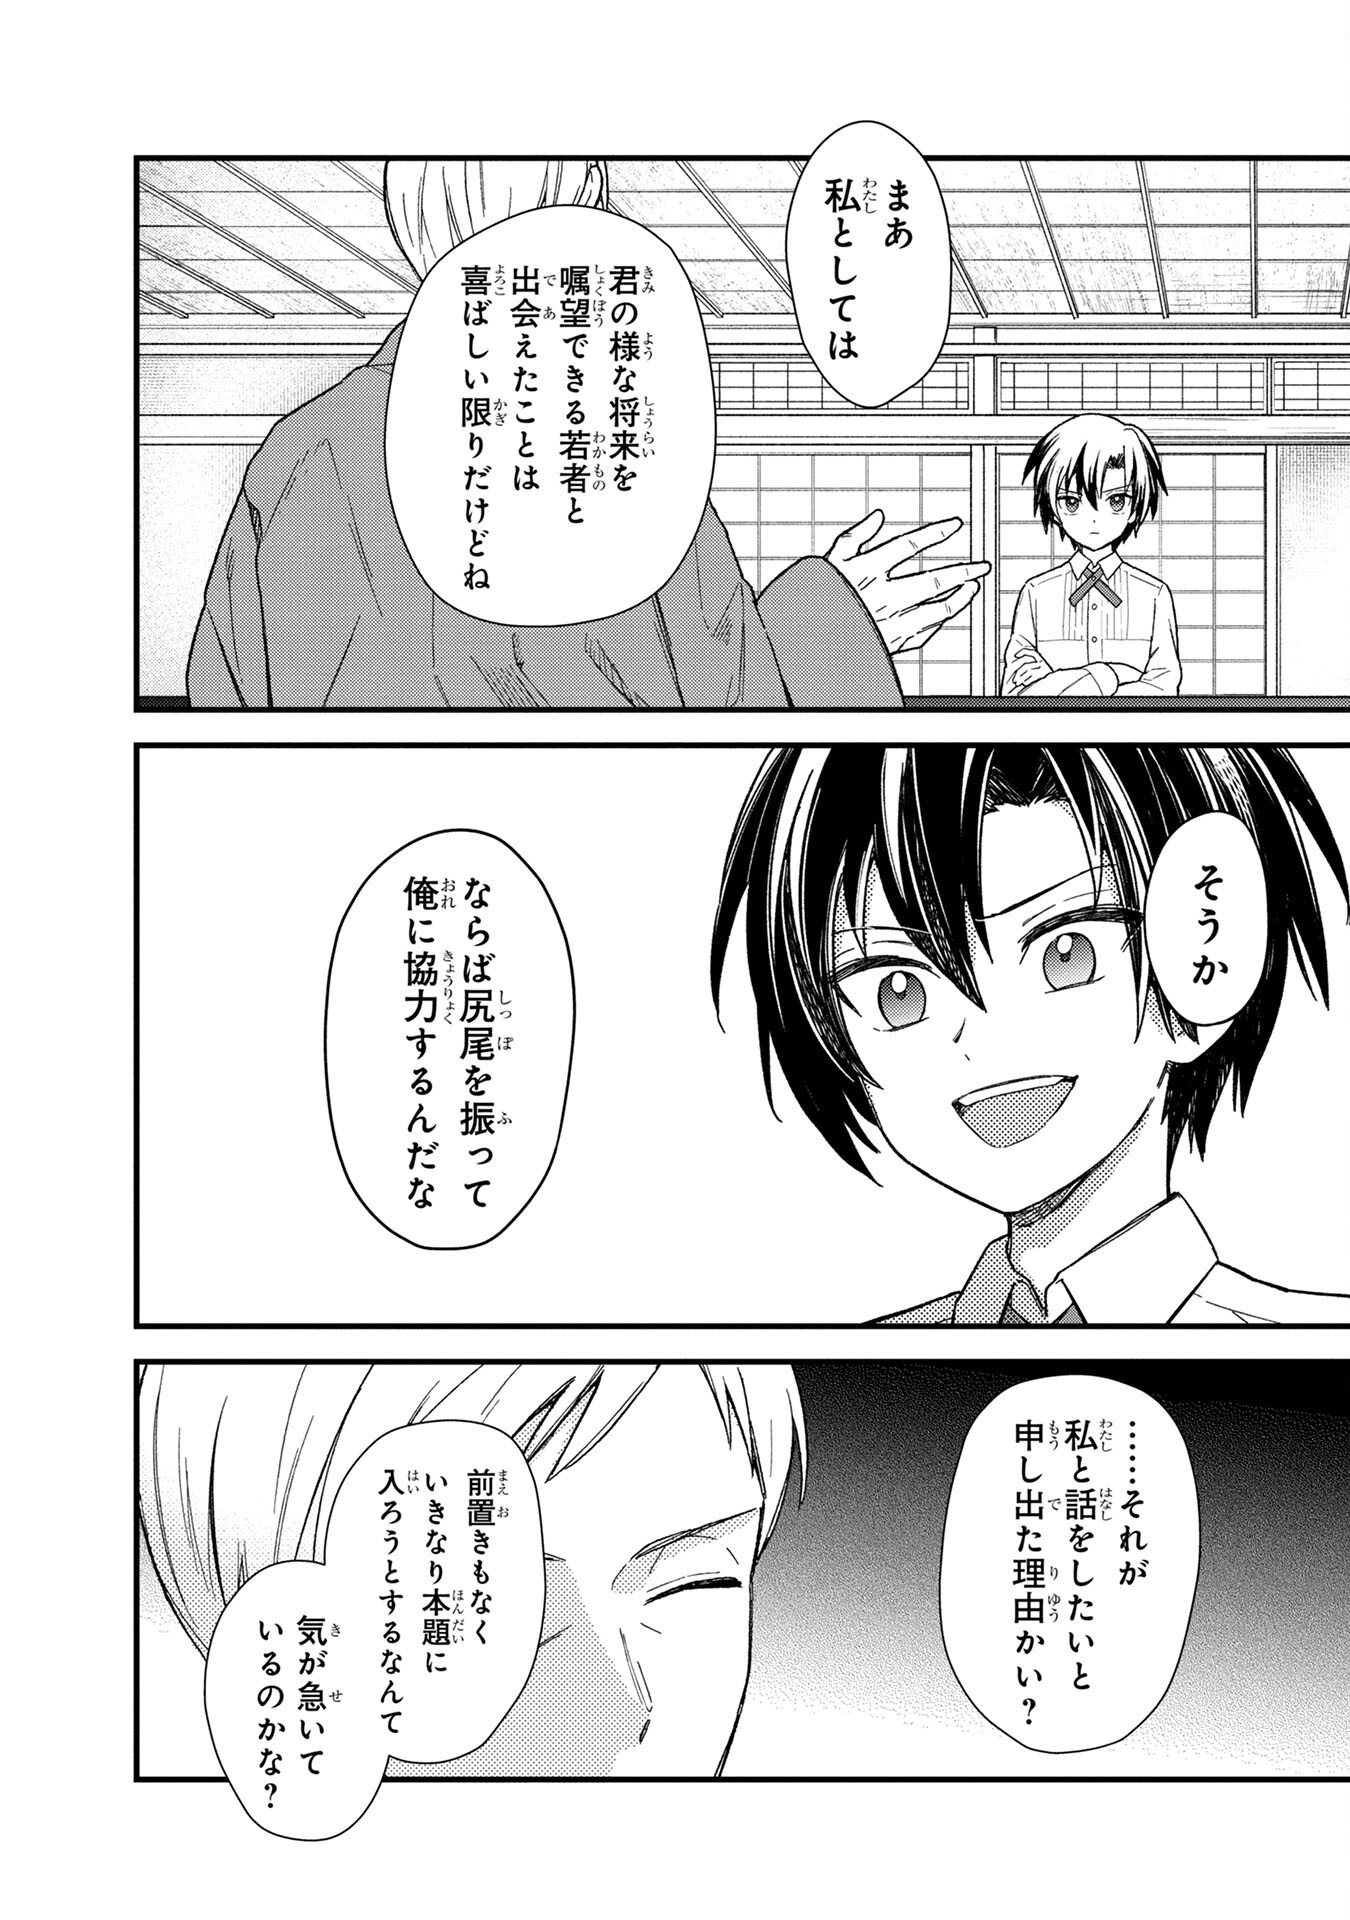 まあ
私としては
君の様な将来を
嘱望できる若者と
出会えたことは
喜ばしい限りだけどね
そうか
ならば尻尾を振って
俺に協力するんだな
……それが
私と話をしたいと
申し出た理由かい？
前置きもなく
いきなり本題に
入ろうとするなんて
気が急いて
いるのかな？